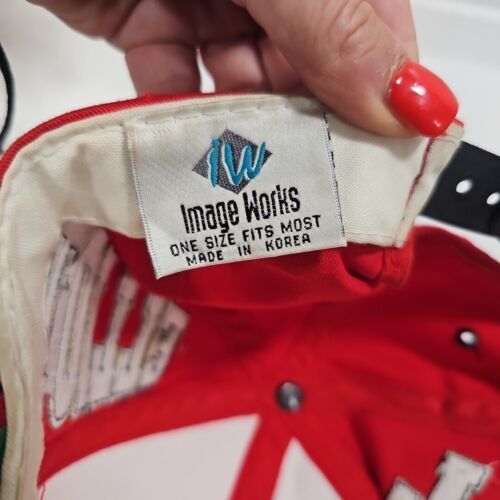 iw
Image Works
ONE SIZE FITS MOST
MADE IN KOREA